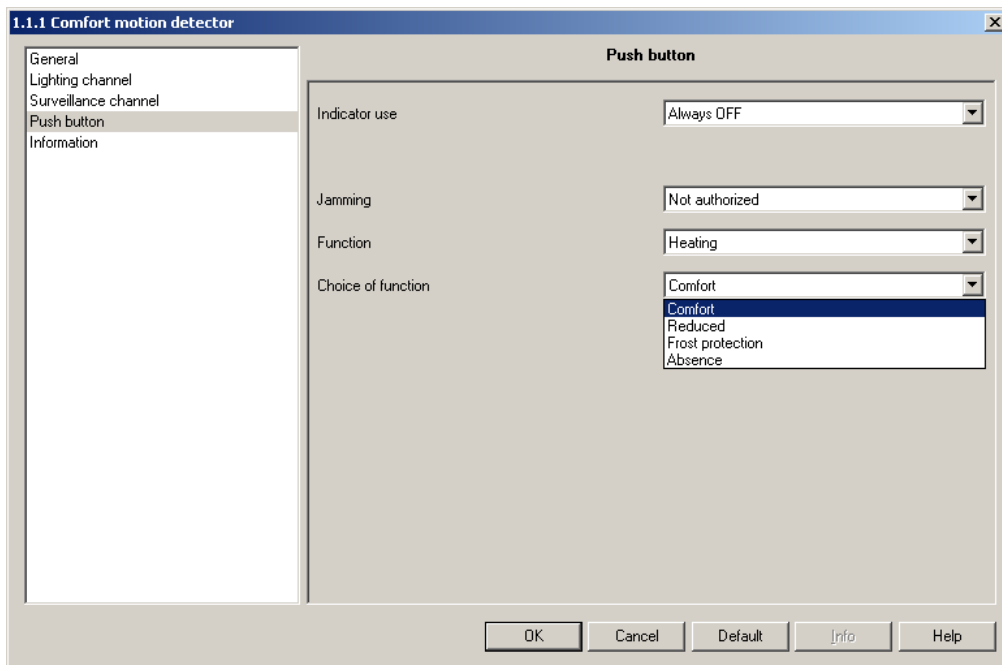 1.1.1 Comfort motion detector
General
Lighting channel
Surveillance channel
Push button
Information
Push button
Indicator use
Always OFF
Jamming
Not authorized
Function
Heating
Choice of function
Comfort
Comfort
Reduced
Frost protection
Absence
OK
Cancel
Default
Info
Help